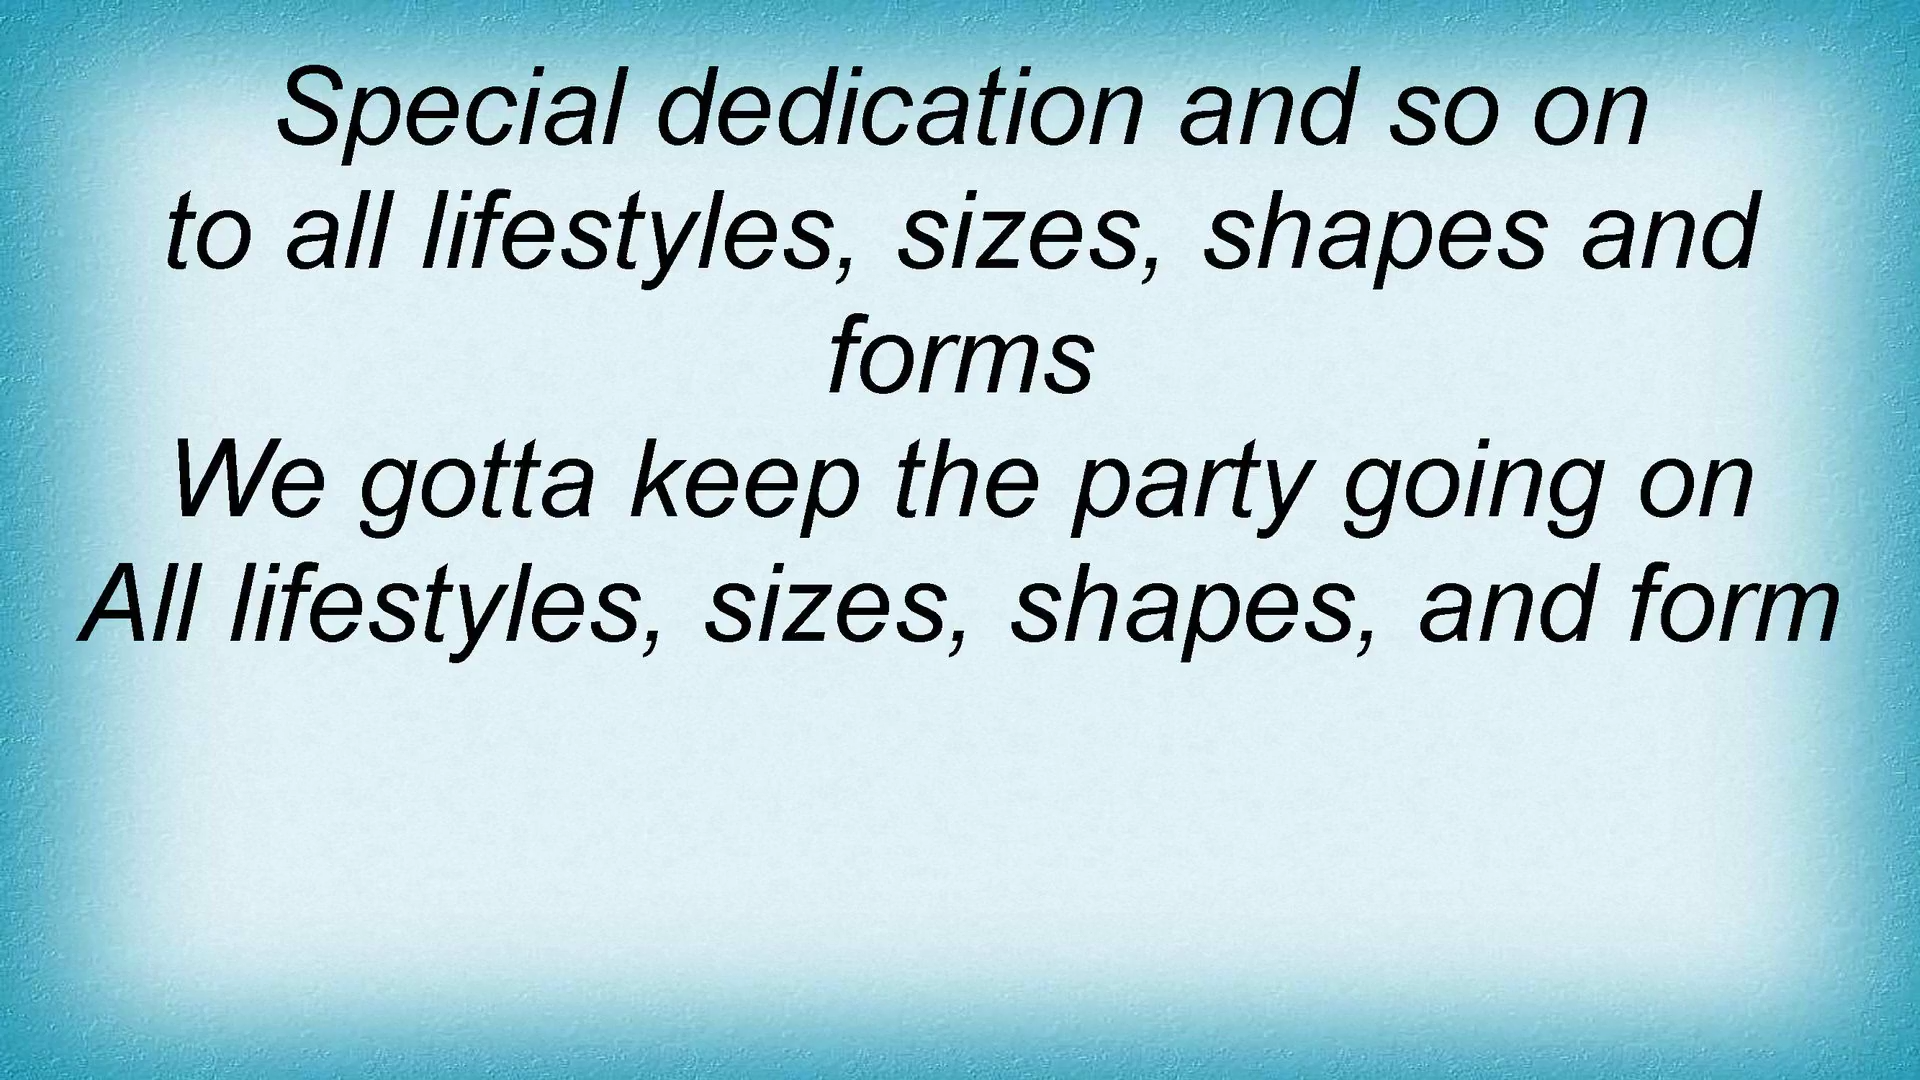 Special dedication and so on
to all lifestyles, sizes, shapes and
forms
We gotta keep the party going on
All lifestyles, sizes, shapes, and form